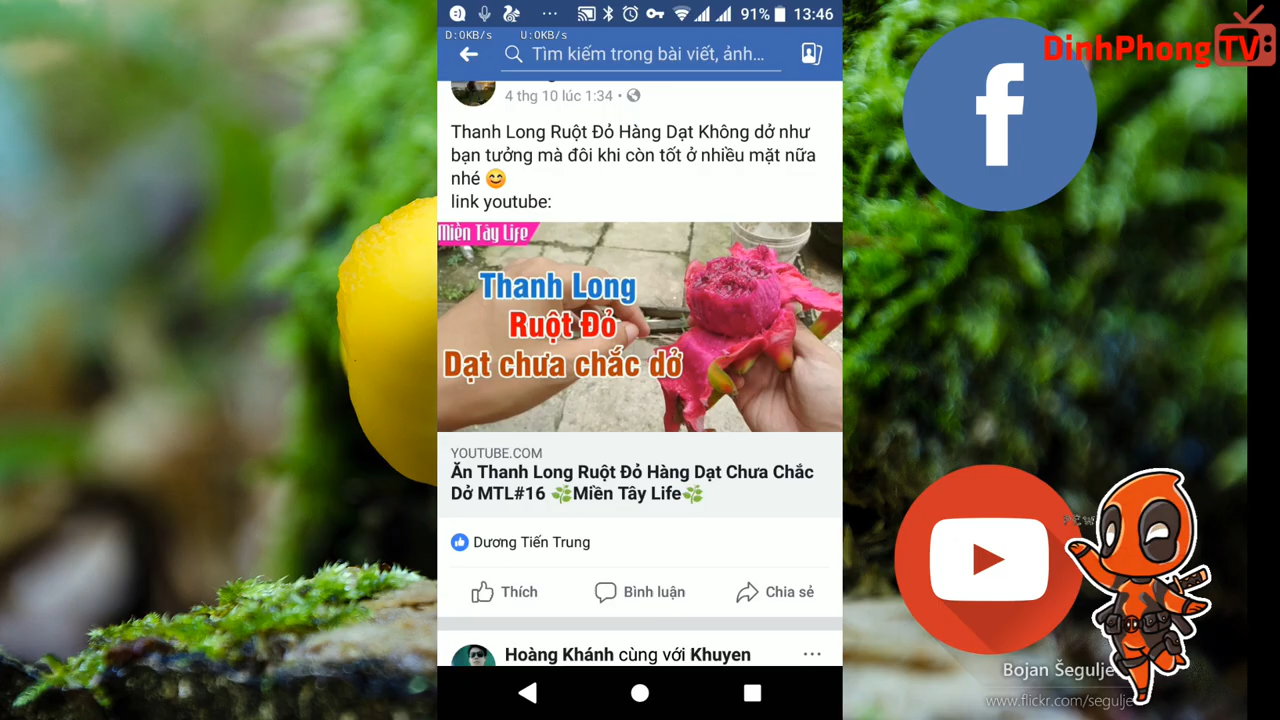 91% 13:46
D:0KB/s U:0KB/s
Tìm kiếm trong bài viết, ảnh...
4 thg 10 lúc 1:34 •
Thanh Long Ruột Đỏ Hàng Dạt Không dở như
bạn tưởng mà đôi khi còn tốt ở nhiều mặt nữa
nhé 😊
link youtube:
Miền Tây Life
Thanh Long
Ruột Đỏ
Dạt chưa chắc dở
YOUTUBE.COM
Ăn Thanh Long Ruột Đỏ Hàng Dạt Chưa Chắc
Dở MTL#16 🌿Miền Tây Life🌿
Dương Tiến Trung
Thích Bình luận Chia sẻ
Hoàng Khánh cùng với Khuyen
DinhPhong TV
f
Bojan Šegulje
www.flickr.com/segulje